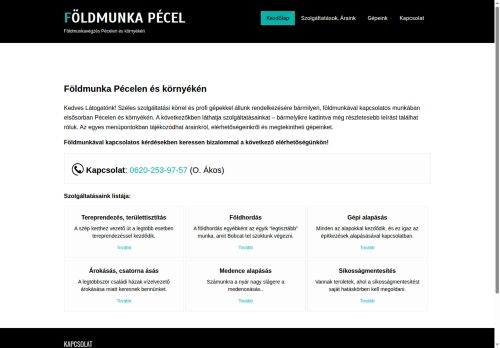 FÖLDMUNKA PÉCEL
Földmunkavégzés Pécelen és környékén
Kezdőlap
Szolgáltatások, Áraink
Gépeink
Kapcsolat
Földmunka Pécelen és környékén
Kedves Látogatónk! Széles szolgáltatási körrel és profi gépekkel állunk rendelkezésére bármilyen, földmunkával kapcsolatos munkában
elsősorban Pécelen és környékén. A következőkben láthatja szolgáltatásainkat – bármelyikre kattintva még részletesebb leírást találhat
róluk. Az egyes menüpontokban tájékozódhat árainkról, elérhetőségeinkről és megtekintheti gépeinket.
Földmunkával kapcsolatos kérdésekben keressen bizalommal a következő elérhetőségünkön!
Kapcsolat: 0620-253-97-57 (O. Ákos)
Szolgáltatásaink listája:
Tereprendezés, területtisztítás
A szép kerthez vezető út a legtöbb esetben
tereprendezéssel kezdődik.
Tovább
Földhordás
A földhordás egyébként az egyik "legtisztább"
munka, amit Bobcat-tel szoktunk végezni.
Tovább
Gépi alapásás
Minden az alapokkal kezdődik, és ez igaz az
építkezések alapásásával kapcsolatban.
Tovább
Árokásás, csatorna ásás
A legtöbbször családi házak vízelvezető
árokásása miatt keresnek bennünket.
Tovább
Medence alapásás
Számunkra a nyár nagy slágere a
medenceásás..
Tovább
Síkosságmentesítés
Vannak területek, ahol a síkosságmentesítést
saját hatáskörben kell megoldani.
Tovább
KAPCSOLAT